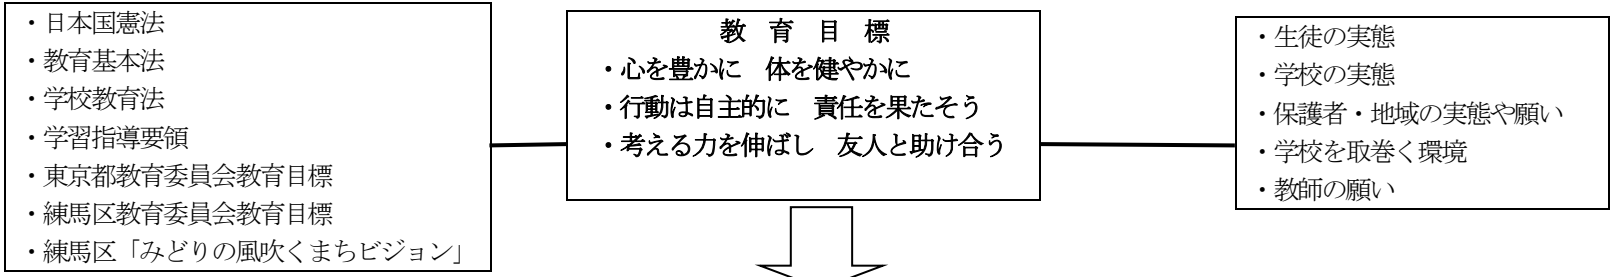 ・日本国憲法
・教育基本法
・学校教育法
・学習指導要領
・東京都教育委員会教育目標
・練馬区教育委員会教育目標
・練馬区「みどりの風吹くまちビジョン」
教　育　目　標
・心を豊かに　体を健やかに
・行動は自主的に　責任を果たそう
・考える力を伸ばし　友人と助け合う
・生徒の実態
・学校の実態
・保護者・地域の実態や願い
・学校を取巻く環境
・教師の願い